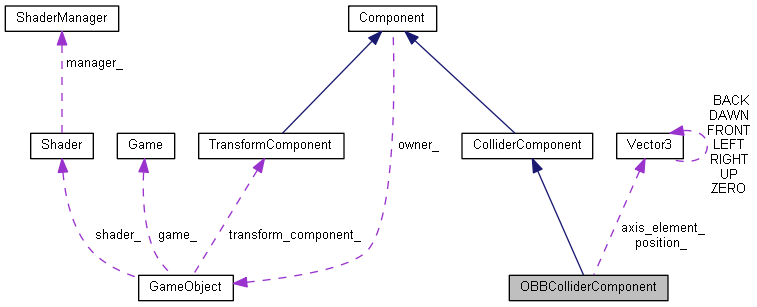 ShaderManager
Component
manager_
BACK
DAWN
FRONT
LEFT
RIGHT
UP
ZERO
Shader
Game
TransformComponent
owner_
ColliderComponent
Vector3
shader_
game_
transform_component_
axis_element_
position_
GameObject
OBBColliderComponent